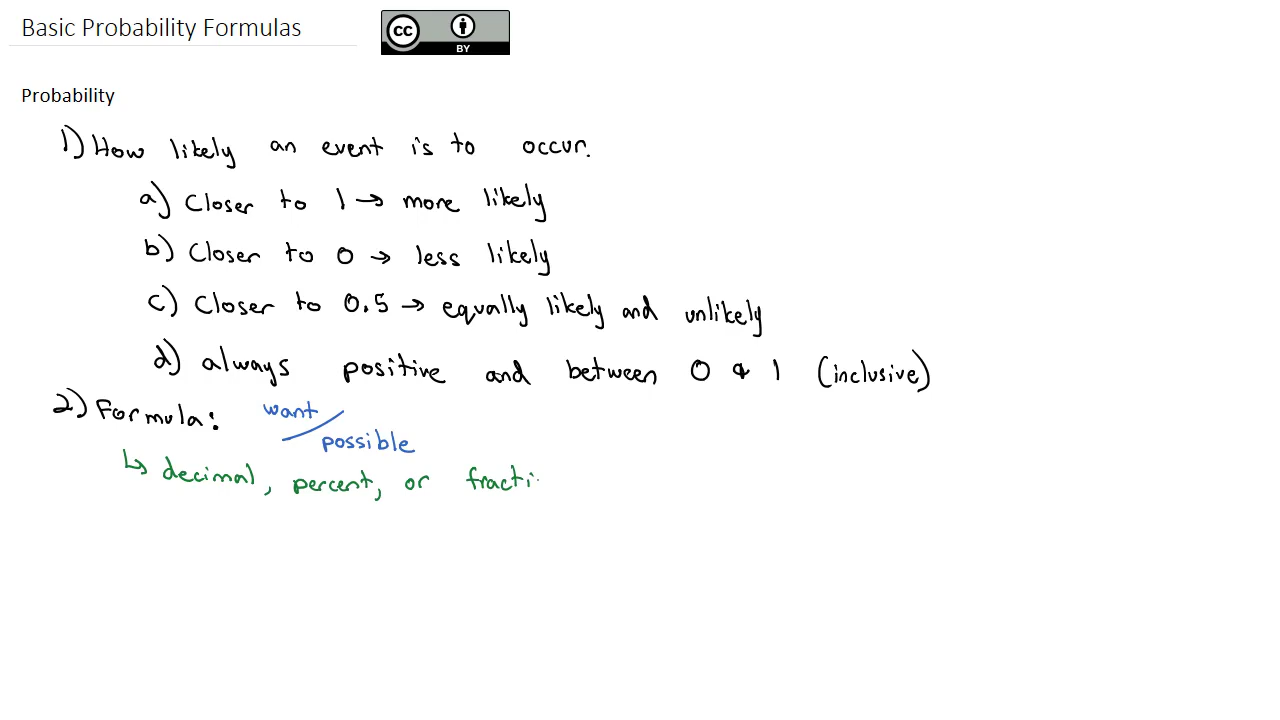 Basic Probability Formulas
cc
BY
Probability
1) How likely an event is to occur.
a) Closer to 1 → more likely
b) Closer to 0 → less likely
c) Closer to 0.5 → equally likely and unlikely
d) always positive and between 0 & 1 (inclusive)
2) Formula: want / possible
↳ decimal, percent, or fracti